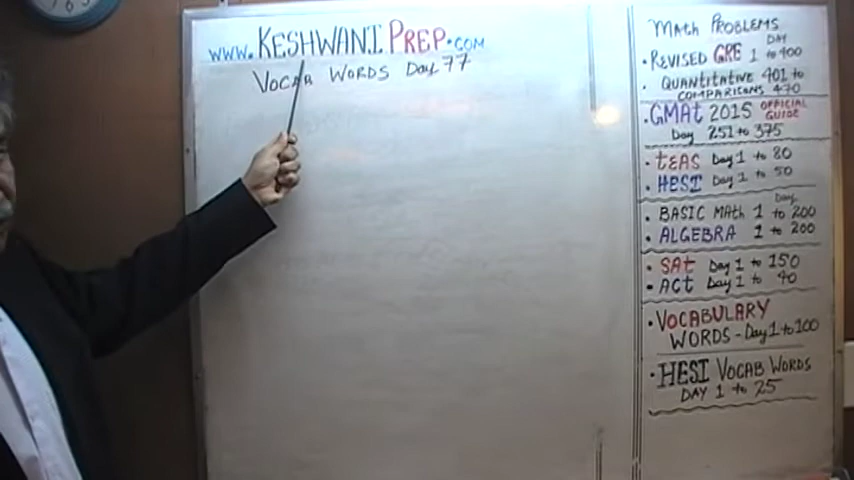 www.KESHWANI PREP.COM
VOCAB WORDS Day 77
MATH PROBLEMS
DAY
• REVISED GRE 1 to 400
• QUANTITATIVE 401 to
COMPARISONS 470
• GMAt 2015 OFFICIAL
GUIDE
Day 251 to 375
• tEAS Day 1 to 80
• HESI Day 1 to 50
Day
• BASIC MAth 1 to 200
• ALGEBRA 1 to 200
• SAt Day 1 to 150
• ACt Day 1 to 40
• VOCABULARY
WORDS - Day 1 to 100
• HESI VOCAB WORDS
DAY 1 to 25